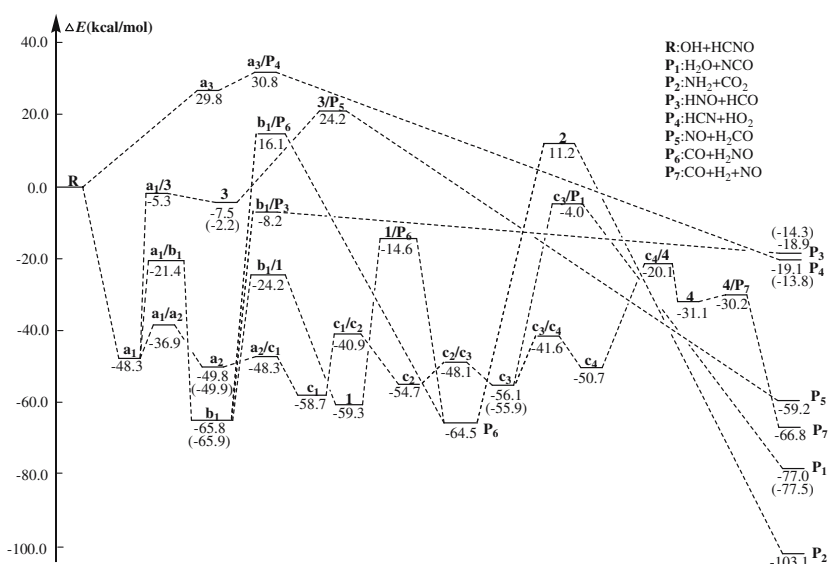 ΔE(kcal/mol)
40.0
20.0
0.0
-20.0
-40.0
-60.0
-80.0
-100.0
R:OH+HCNO
P₁:H₂O+NCO
P₂:NH₂+CO₂
P₃:HNO+HCO
P₄:HCN+HO₂
P₅:NO+H₂CO
P₆:CO+H₂NO
P₇:CO+H₂+NO
R
a₃
29.8
a₃/P₄
30.8
3/P₅
24.2
b₁/P₆
16.1
2
11.2
a₁/3
-5.3
3
-7.5
(-2.2)
b₁/P₃
-8.2
c₃/P₁
-4.0
1/P₆
-14.6
a₁/b₁
-21.4
b₁/1
-24.2
c₄/4
-20.1
4
-31.1
4/P₇
-30.2
a₁/a₂
-36.9
a₁
-48.3
a₂
-49.8
(-49.9)
a₂/c₁
-48.3
c₁/c₂
-40.9
c₂/c₃
-48.1
c₃/c₄
-41.6
c₄
-50.7
b₁
-65.8
(-65.9)
c₁
-58.7
1
-59.3
c₂
-54.7
c₃
-56.1
(-55.9)
-64.5 P₆
(-14.3)
-18.9 P₃
-19.1 P₄
(-13.8)
-59.2 P₅
-66.8 P₇
-77.0 P₁
(-77.5)
-103.1 P₂